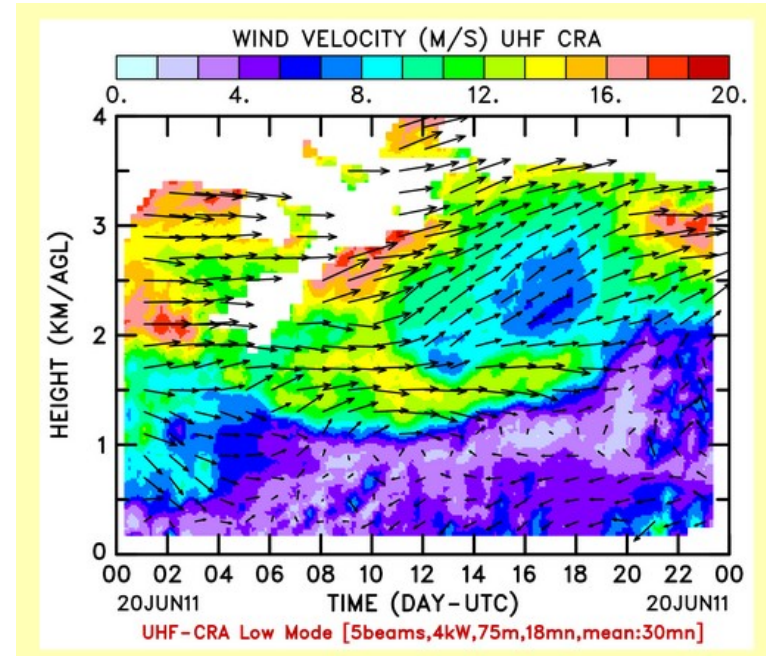 WIND VELOCITY (M/S) UHF CRA
0. 4. 8. 12. 16. 20.
4
3
2
1
0
HEIGHT (KM/AGL)
00 02 04 06 08 10 12 14 16 18 20 22 00
20JUN11 TIME (DAY-UTC) 20JUN11
UHF-CRA Low Mode [5beams,4kW,75m,18mn,mean:30mn]